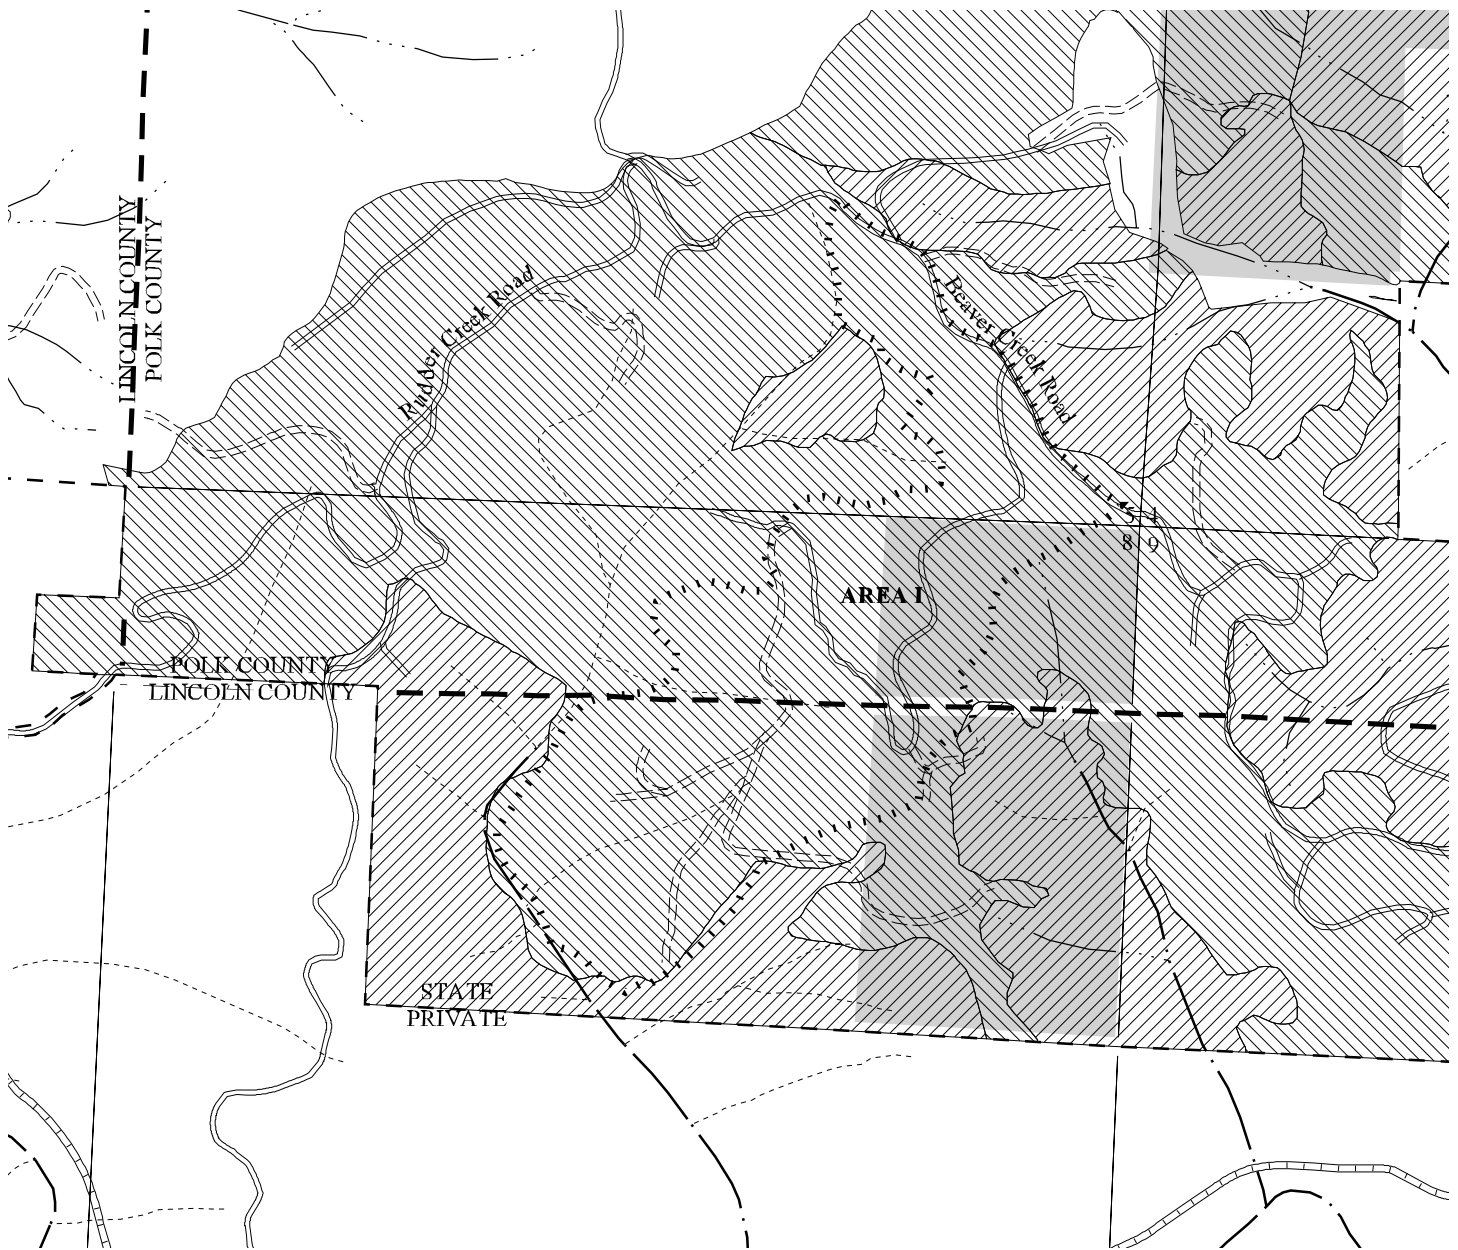 LINCOLN COUNTY
POLK COUNTY
Rudder Creek Road
Beaver Creek Road
5 4
8 9
AREA I
POLK COUNTY
LINCOLN COUNTY
STATE
PRIVATE